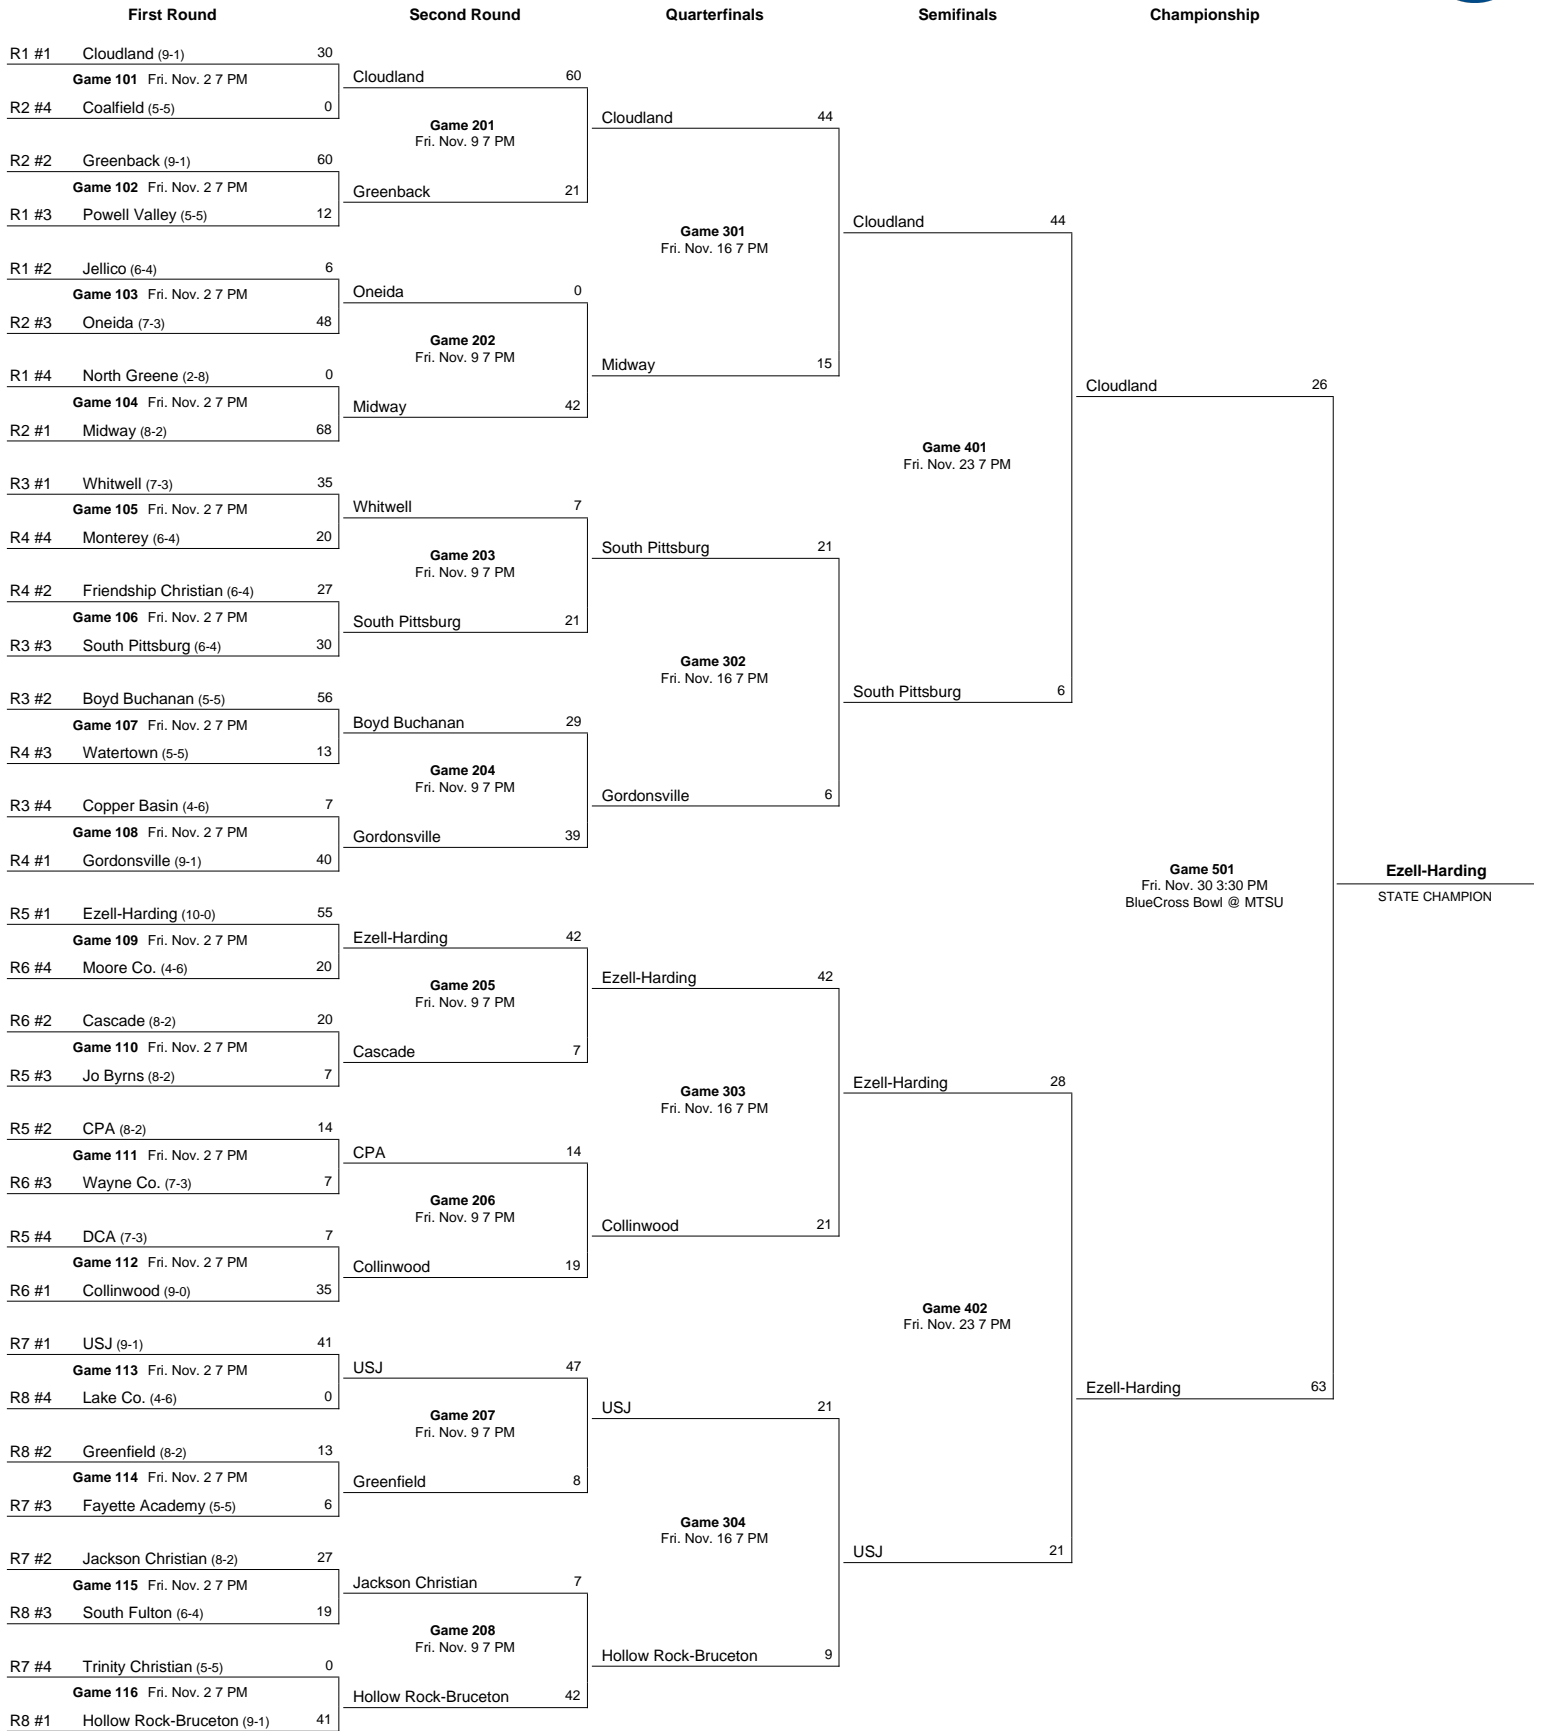 First Round
Second Round
Quarterfinals
Semifinals
Championship
R1 #1 Cloudland (9-1) 30
Game 101 Fri. Nov. 2 7 PM
R2 #4 Coalfield (5-5) 0
R2 #2 Greenback (9-1) 60
Game 102 Fri. Nov. 2 7 PM
R1 #3 Powell Valley (5-5) 12
R1 #2 Jellico (6-4) 6
Game 103 Fri. Nov. 2 7 PM
R2 #3 Oneida (7-3) 48
R1 #4 North Greene (2-8) 0
Game 104 Fri. Nov. 2 7 PM
R2 #1 Midway (8-2) 68
R3 #1 Whitwell (7-3) 35
Game 105 Fri. Nov. 2 7 PM
R4 #4 Monterey (6-4) 20
R4 #2 Friendship Christian (6-4) 27
Game 106 Fri. Nov. 2 7 PM
R3 #3 South Pittsburg (6-4) 30
R3 #2 Boyd Buchanan (5-5) 56
Game 107 Fri. Nov. 2 7 PM
R4 #3 Watertown (5-5) 13
R3 #4 Copper Basin (4-6) 7
Game 108 Fri. Nov. 2 7 PM
R4 #1 Gordonsville (9-1) 40
R5 #1 Ezell-Harding (10-0) 55
Game 109 Fri. Nov. 2 7 PM
R6 #4 Moore Co. (4-6) 20
R6 #2 Cascade (8-2) 20
Game 110 Fri. Nov. 2 7 PM
R5 #3 Jo Byrns (8-2) 7
R5 #2 CPA (8-2) 14
Game 111 Fri. Nov. 2 7 PM
R6 #3 Wayne Co. (7-3) 7
R5 #4 DCA (7-3) 7
Game 112 Fri. Nov. 2 7 PM
R6 #1 Collinwood (9-0) 35
R7 #1 USJ (9-1) 41
Game 113 Fri. Nov. 2 7 PM
R8 #4 Lake Co. (4-6) 0
R8 #2 Greenfield (8-2) 13
Game 114 Fri. Nov. 2 7 PM
R7 #3 Fayette Academy (5-5) 6
R7 #2 Jackson Christian (8-2) 27
Game 115 Fri. Nov. 2 7 PM
R8 #3 South Fulton (6-4) 19
R7 #4 Trinity Christian (5-5) 0
Game 116 Fri. Nov. 2 7 PM
R8 #1 Hollow Rock-Bruceton (9-1) 41
Cloudland 60
Game 201
Fri. Nov. 9 7 PM
Greenback 21
Oneida 0
Game 202
Fri. Nov. 9 7 PM
Midway 42
Whitwell 7
Game 203
Fri. Nov. 9 7 PM
South Pittsburg 21
Boyd Buchanan 29
Game 204
Fri. Nov. 9 7 PM
Gordonsville 39
Ezell-Harding 42
Game 205
Fri. Nov. 9 7 PM
Cascade 7
CPA 14
Game 206
Fri. Nov. 9 7 PM
Collinwood 19
USJ 47
Game 207
Fri. Nov. 9 7 PM
Greenfield 8
Jackson Christian 7
Game 208
Fri. Nov. 9 7 PM
Hollow Rock-Bruceton 42
Cloudland 44
Game 301
Fri. Nov. 16 7 PM
Midway 15
South Pittsburg 21
Game 302
Fri. Nov. 16 7 PM
Gordonsville 6
Ezell-Harding 42
Game 303
Fri. Nov. 16 7 PM
Collinwood 21
USJ 21
Game 304
Fri. Nov. 16 7 PM
Hollow Rock-Bruceton 9
Cloudland 44
Game 401
Fri. Nov. 23 7 PM
South Pittsburg 6
Ezell-Harding 28
Game 402
Fri. Nov. 23 7 PM
USJ 21
Cloudland 26
Game 501
Fri. Nov. 30 3:30 PM
BlueCross Bowl @ MTSU
Ezell-Harding 63
Ezell-Harding
STATE CHAMPION